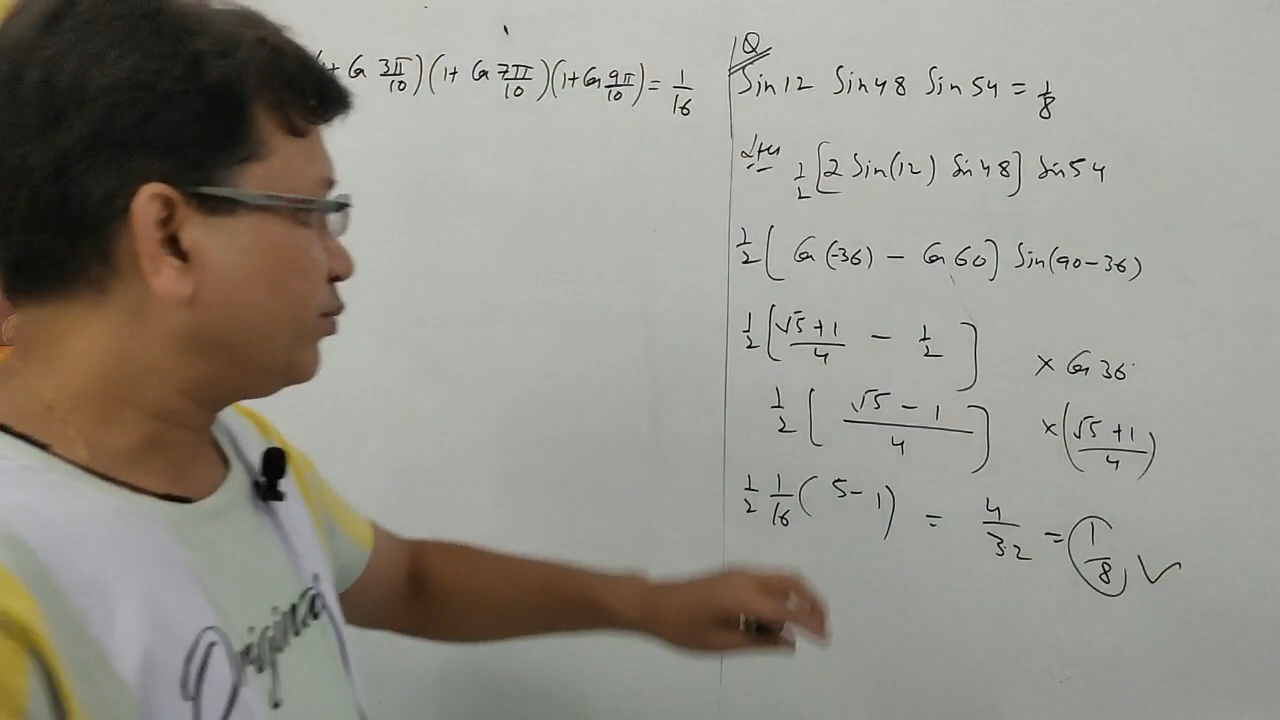 + Cos 3π/10)(1+ Cos 7π/10)(1+Cos 9π/10)= 1/16
Q
Sin12 Sin48 Sin54 = 1/8
1/2 [2 Sin(12) Sin48] Sin54
1/2 [ Cos(-36) - Cos60] Sin(90-36)
1/2 [ √5+1/4 - 1/2 ] × Cos36°
1/2 [ √5-1/4 ] ×(√5+1/4)
1/2 1/16 ( 5-1) = 4/32 = 1/8 ✓
Original